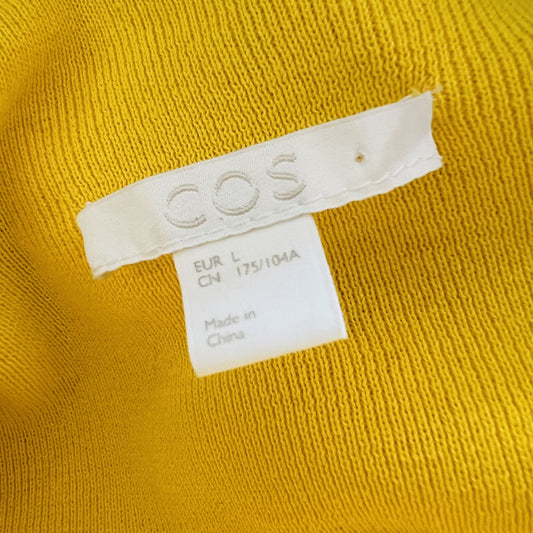 COS
EUR L
CN 175/104A
Made in
China